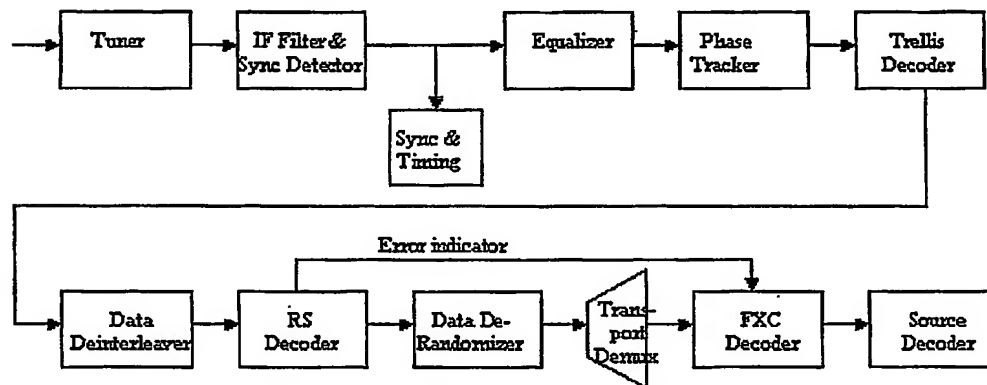 Tuner
IF Filter &
Sync Detector
Equalizer
Phase
Tracker
Trellis
Decoder
Sync &
Timing
Error indicator
Data
Deinterleaver
RS
Decoder
Data De-
Randomizer
Trans-
port
Demux
FXC
Decoder
Source
Decoder